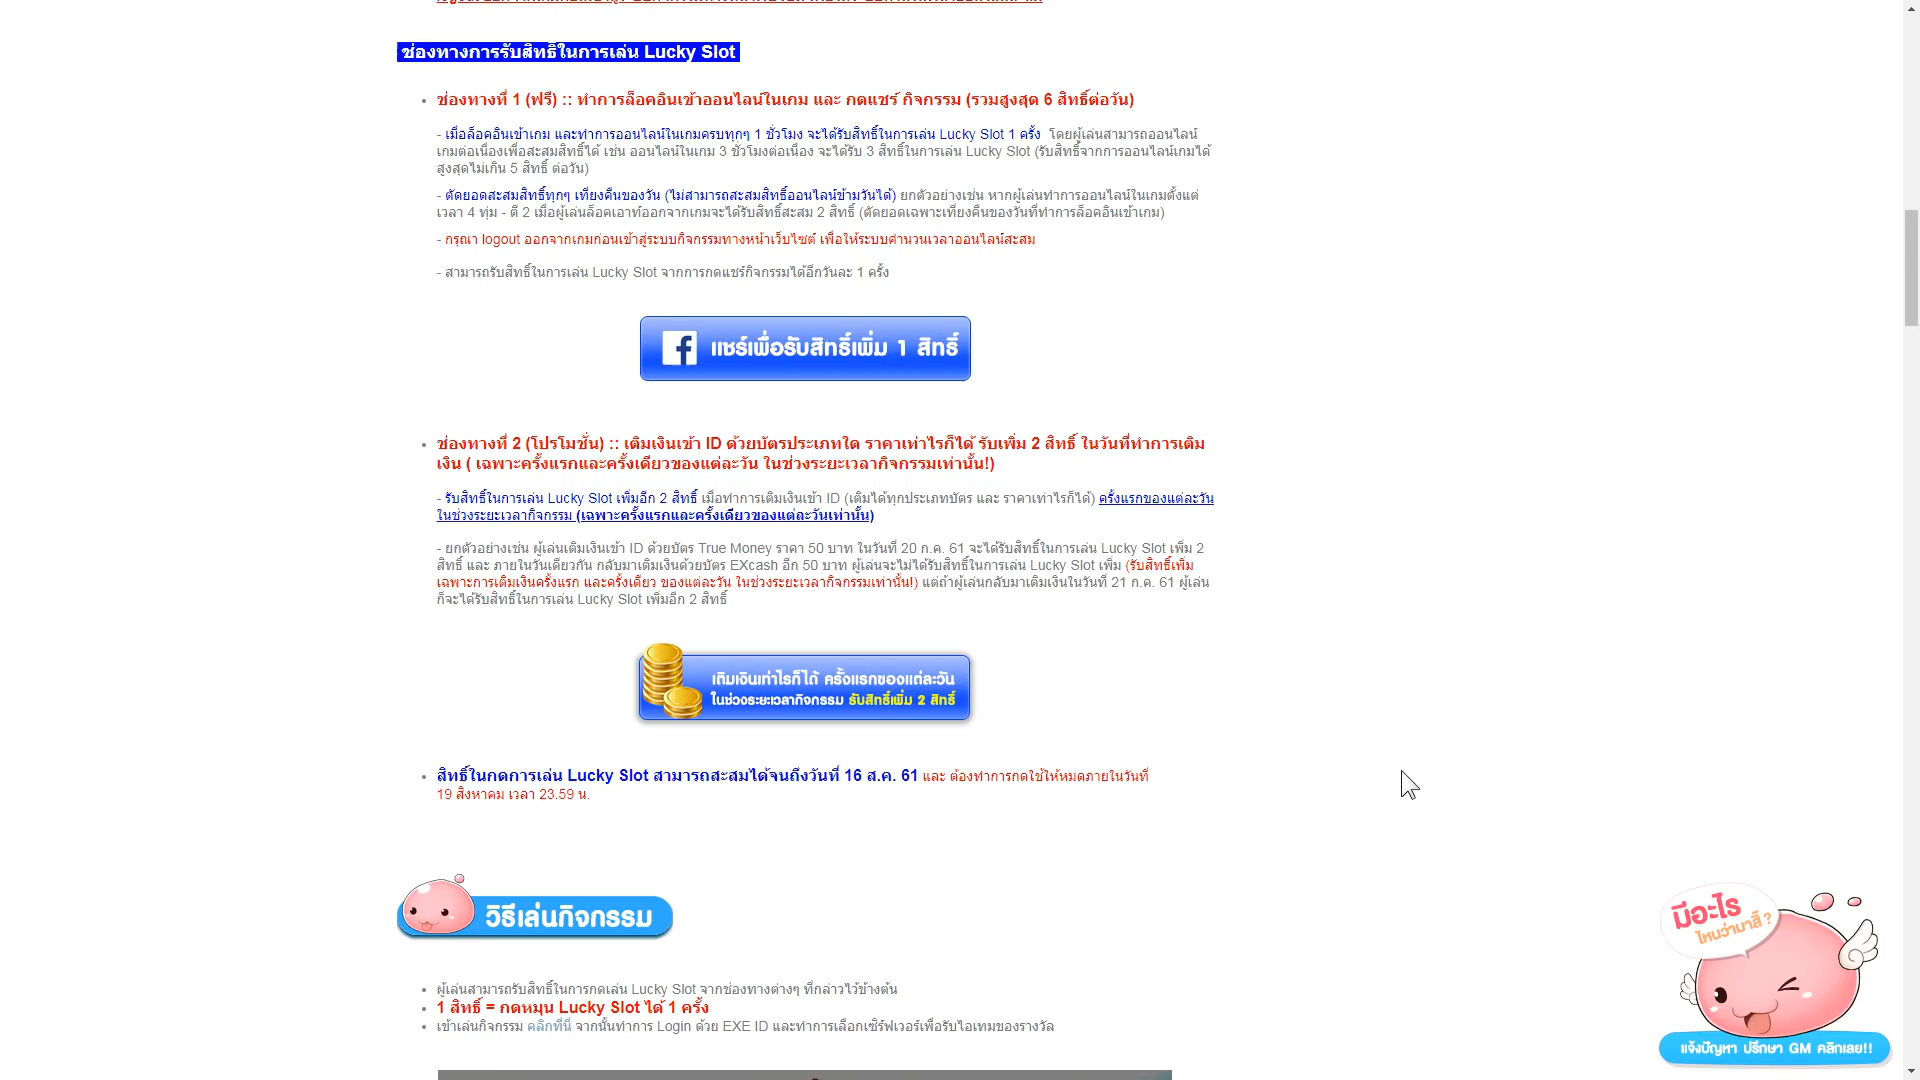 ช่องทางการรับสิทธิ์ในการเล่น Lucky Slot
ช่องทางที่ 1 (ฟรี) :: ทำการล็อคอินเข้าออนไลน์ในเกม และ กดแชร์ กิจกรรม (รวมสูงสุด 6 สิทธิ์ต่อวัน)
- เมื่อล็อคอินเข้าเกม และทำการออนไลน์ในเกมครบทุกๆ 1 ชั่วโมง จะได้รับสิทธิ์ในการเล่น Lucky Slot 1 ครั้ง โดยผู้เล่นสามารถออนไลน์
เกมต่อเนื่องเพื่อสะสมสิทธิ์ได้ เช่น ออนไลน์ในเกม 3 ชั่วโมงต่อเนื่อง จะได้รับ 3 สิทธิ์ในการเล่น Lucky Slot (รับสิทธิ์จากการออนไลน์เกมได้
สูงสุดไม่เกิน 5 สิทธิ์ ต่อวัน)
- ตัดยอดสะสมสิทธิ์ทุกๆ เที่ยงคืนของวัน (ไม่สามารถสะสมสิทธิ์ออนไลน์ข้ามวันได้) ยกตัวอย่างเช่น หากผู้เล่นทำการออนไลน์ในเกมตั้งแต่
เวลา 4 ทุ่ม - ตี 2 เมื่อผู้เล่นล็อคเอาท์ออกจากเกมจะได้รับสิทธิ์สะสม 2 สิทธิ์ (ตัดยอดเฉพาะเที่ยงคืนของวันที่ทำการล็อคอินเข้าเกม)
- กรุณา logout ออกจากเกมก่อนเข้าสู่ระบบกิจกรรมทางหน้าเว็บไซต์ เพื่อให้ระบบคำนวนเวลาออนไลน์สะสม
- สามารถรับสิทธิ์ในการเล่น Lucky Slot จากการกดแชร์กิจกรรมได้อีกวันละ 1 ครั้ง
แชร์เพื่อรับสิทธิ์เพิ่ม 1 สิทธิ์
ช่องทางที่ 2 (โปรโมชั่น) :: เติมเงินเข้า ID ด้วยบัตรประเภทใด ราคาเท่าไรก็ได้ รับเพิ่ม 2 สิทธิ์ ในวันที่ทำการเติม
เงิน ( เฉพาะครั้งแรกและครั้งเดียวของแต่ละวัน ในช่วงระยะเวลากิจกรรมเท่านั้น!)
- รับสิทธิ์ในการเล่น Lucky Slot เพิ่มอีก 2 สิทธิ์ เมื่อทำการเติมเงินเข้า ID (เติมได้ทุกประเภทบัตร และ ราคาเท่าไรก็ได้) ครั้งแรกของแต่ละวัน
ในช่วงระยะเวลากิจกรรม (เฉพาะครั้งแรกและครั้งเดียวของแต่ละวันเท่านั้น)
- ยกตัวอย่างเช่น ผู้เล่นเติมเงินเข้า ID ด้วยบัตร True Money ราคา 50 บาท ในวันที่ 20 ก.ค. 61 จะได้รับสิทธิ์ในการเล่น Lucky Slot เพิ่ม 2
สิทธิ์ และ ภายในวันเดียวกัน กลับมาเติมเงินด้วยบัตร EXcash อีก 50 บาท ผู้เล่นจะไม่ได้รับสิทธิ์ในการเล่น Lucky Slot เพิ่ม (รับสิทธิ์เพิ่ม
เฉพาะการเติมเงินครั้งแรก และครั้งเดียว ของแต่ละวัน ในช่วงระยะเวลากิจกรรมเท่านั้น!) แต่ถ้าผู้เล่นกลับมาเติมเงินในวันที่ 21 ก.ค. 61 ผู้เล่น
ก็จะได้รับสิทธิ์ในการเล่น Lucky Slot เพิ่มอีก 2 สิทธิ์
เติมเงินเท่าไรก็ได้ ครั้งแรกของแต่ละวัน
ในช่วงระยะเวลากิจกรรม รับสิทธิ์เพิ่ม 2 สิทธิ์
สิทธิ์ในกดการเล่น Lucky Slot สามารถสะสมได้จนถึงวันที่ 16 ส.ค. 61 และ ต้องทำการกดใช้ให้หมดภายในวันที่
19 สิงหาคม เวลา 23.59 น.
วิธีเล่นกิจกรรม
ผู้เล่นสามารถรับสิทธิ์ในการกดเล่น Lucky Slot จากช่องทางต่างๆ ที่กล่าวไว้ข้างต้น
1 สิทธิ์ = กดหมุน Lucky Slot ได้ 1 ครั้ง
เข้าเล่นกิจกรรม คลิกที่นี่ จากนั้นทำการ Login ด้วย EXE ID และทำการเลือกเซิร์ฟเวอร์เพื่อรับไอเทมของรางวัล
มีอะไร
ไหนว่ามาสิ๊ ?
แจ้งปัญหา ปรึกษา GM คลิกเลย!!